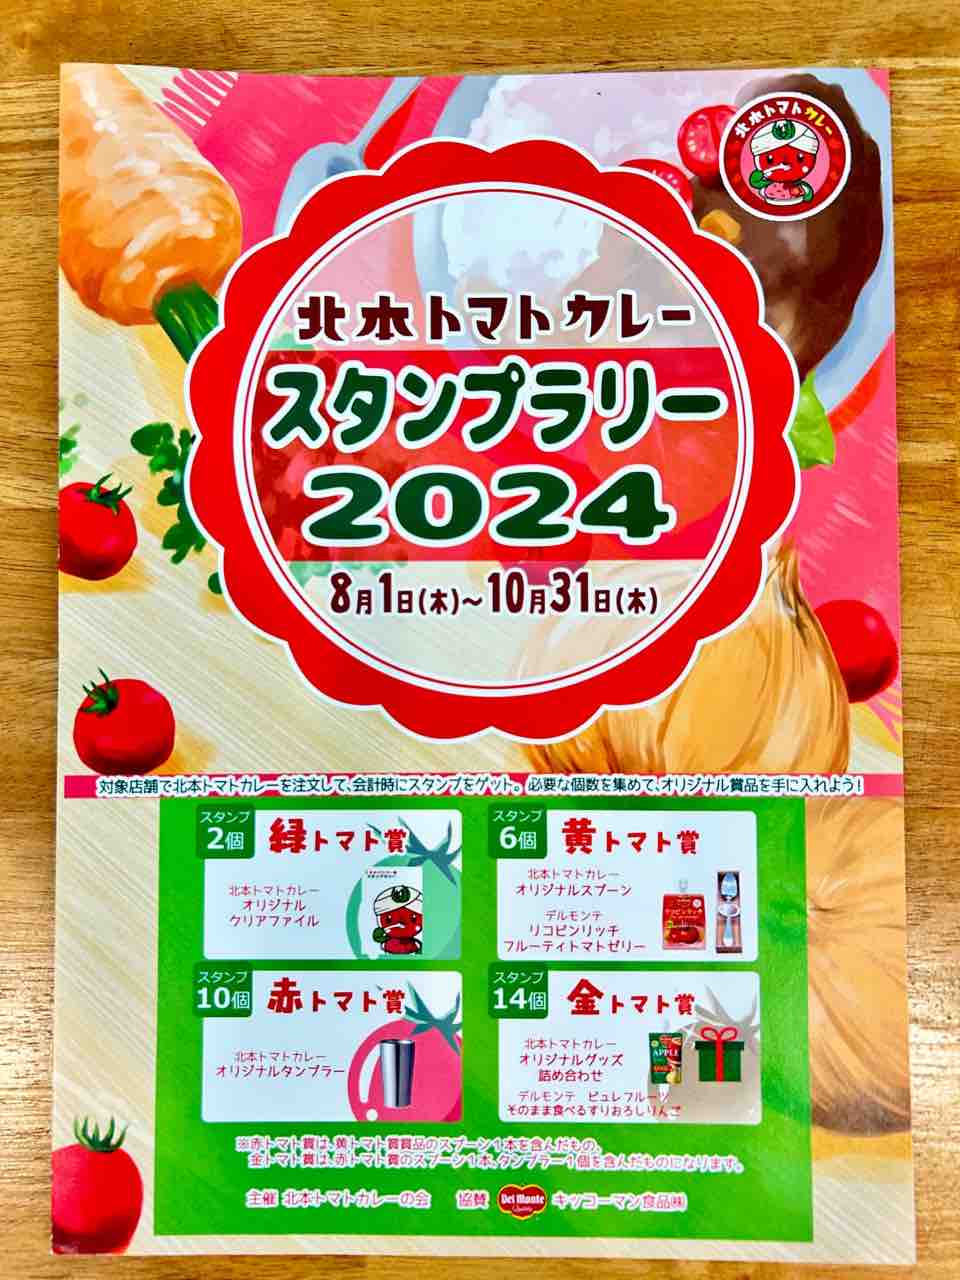 北本トマトカレー
北本トマトカレー
スタンプラリー
2024
8月1日(木)~10月31日(木)
対象店舗で北本トマトカレーを注文して、会計時にスタンプをゲット。必要な個数を集めて、オリジナル賞品を手に入れよう!
スタンプ
2個
緑トマト賞
北本トマトカレー
オリジナル
クリアファイル
スタンプ
6個
黄トマト賞
北本トマトカレー
オリジナルスプーン
デルモンテ
リコピンリッチ
フルーティトマトゼリー
スタンプ
10個
赤トマト賞
北本トマトカレー
オリジナルタンブラー
スタンプ
14個
金トマト賞
北本トマトカレー
オリジナルグッズ
詰め合わせ
APPLE
デルモンテ ピュレフルーツ
そのまま食べるすりおろしりんご
※赤トマト賞は、黄トマト賞賞品のスプーン1本を含んだもの、
金トマト賞は、赤トマト賞のスプーン1本、タンブラー1個を含んだものになります。
主催 北本トマトカレーの会 協賛 Del Monte Quality キッコーマン食品㈱